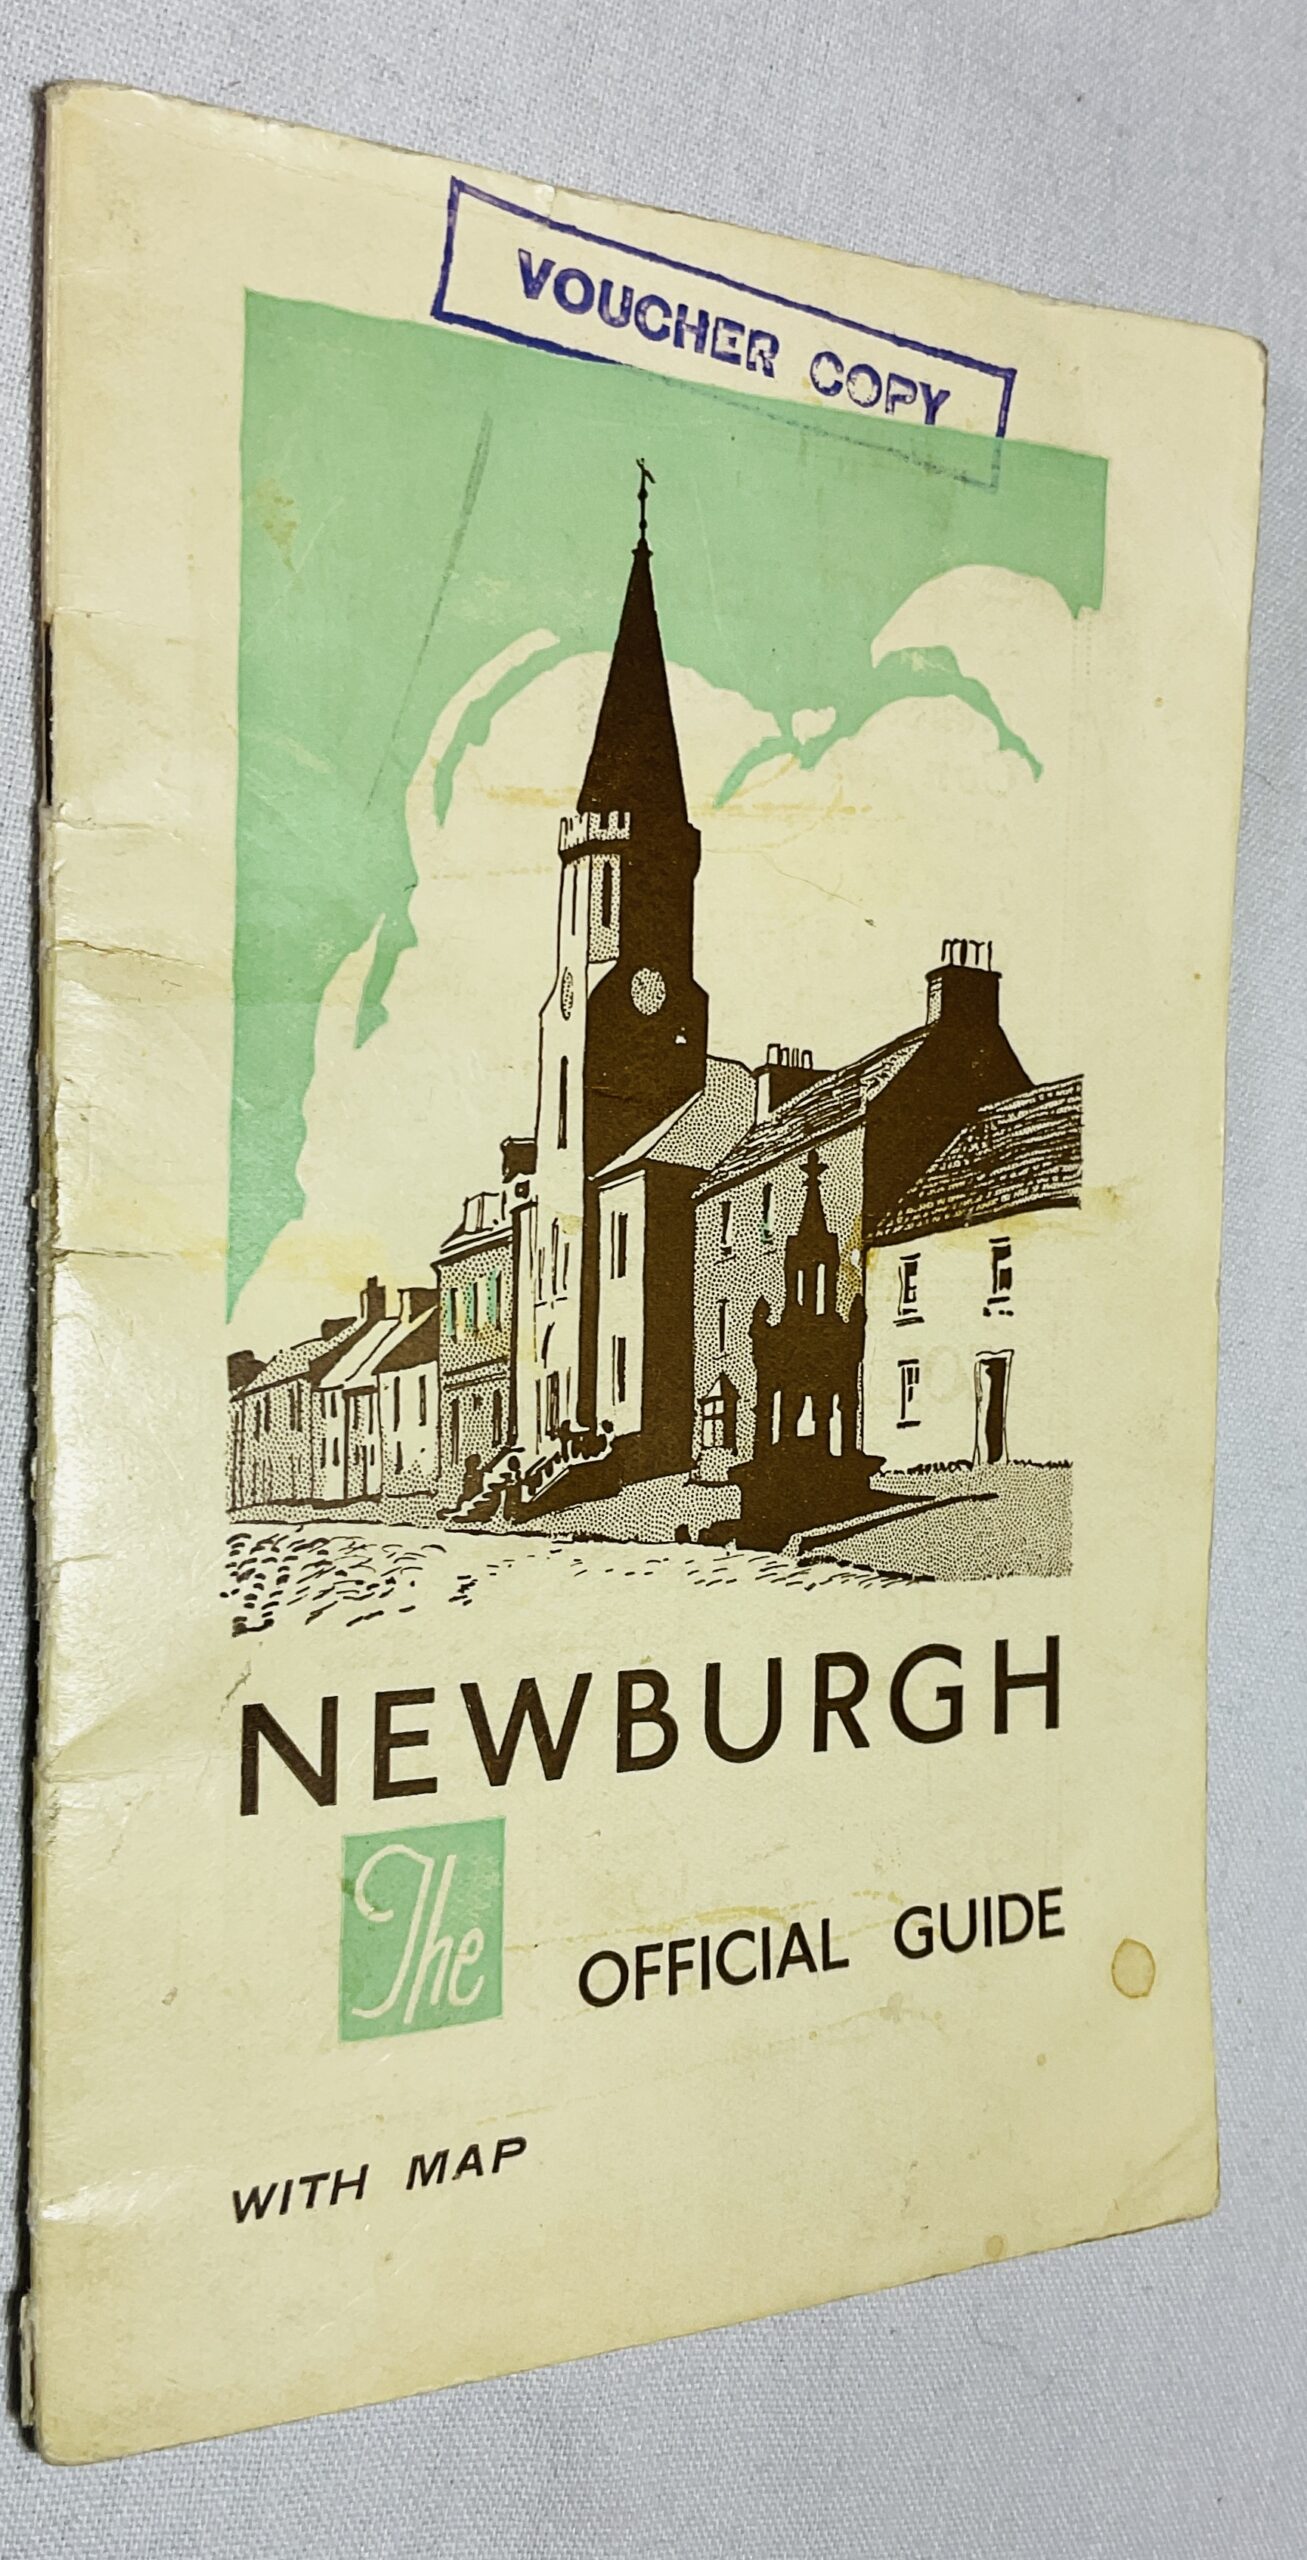 VOUCHER COPY
NEWBURGH
The OFFICIAL GUIDE
WITH MAP